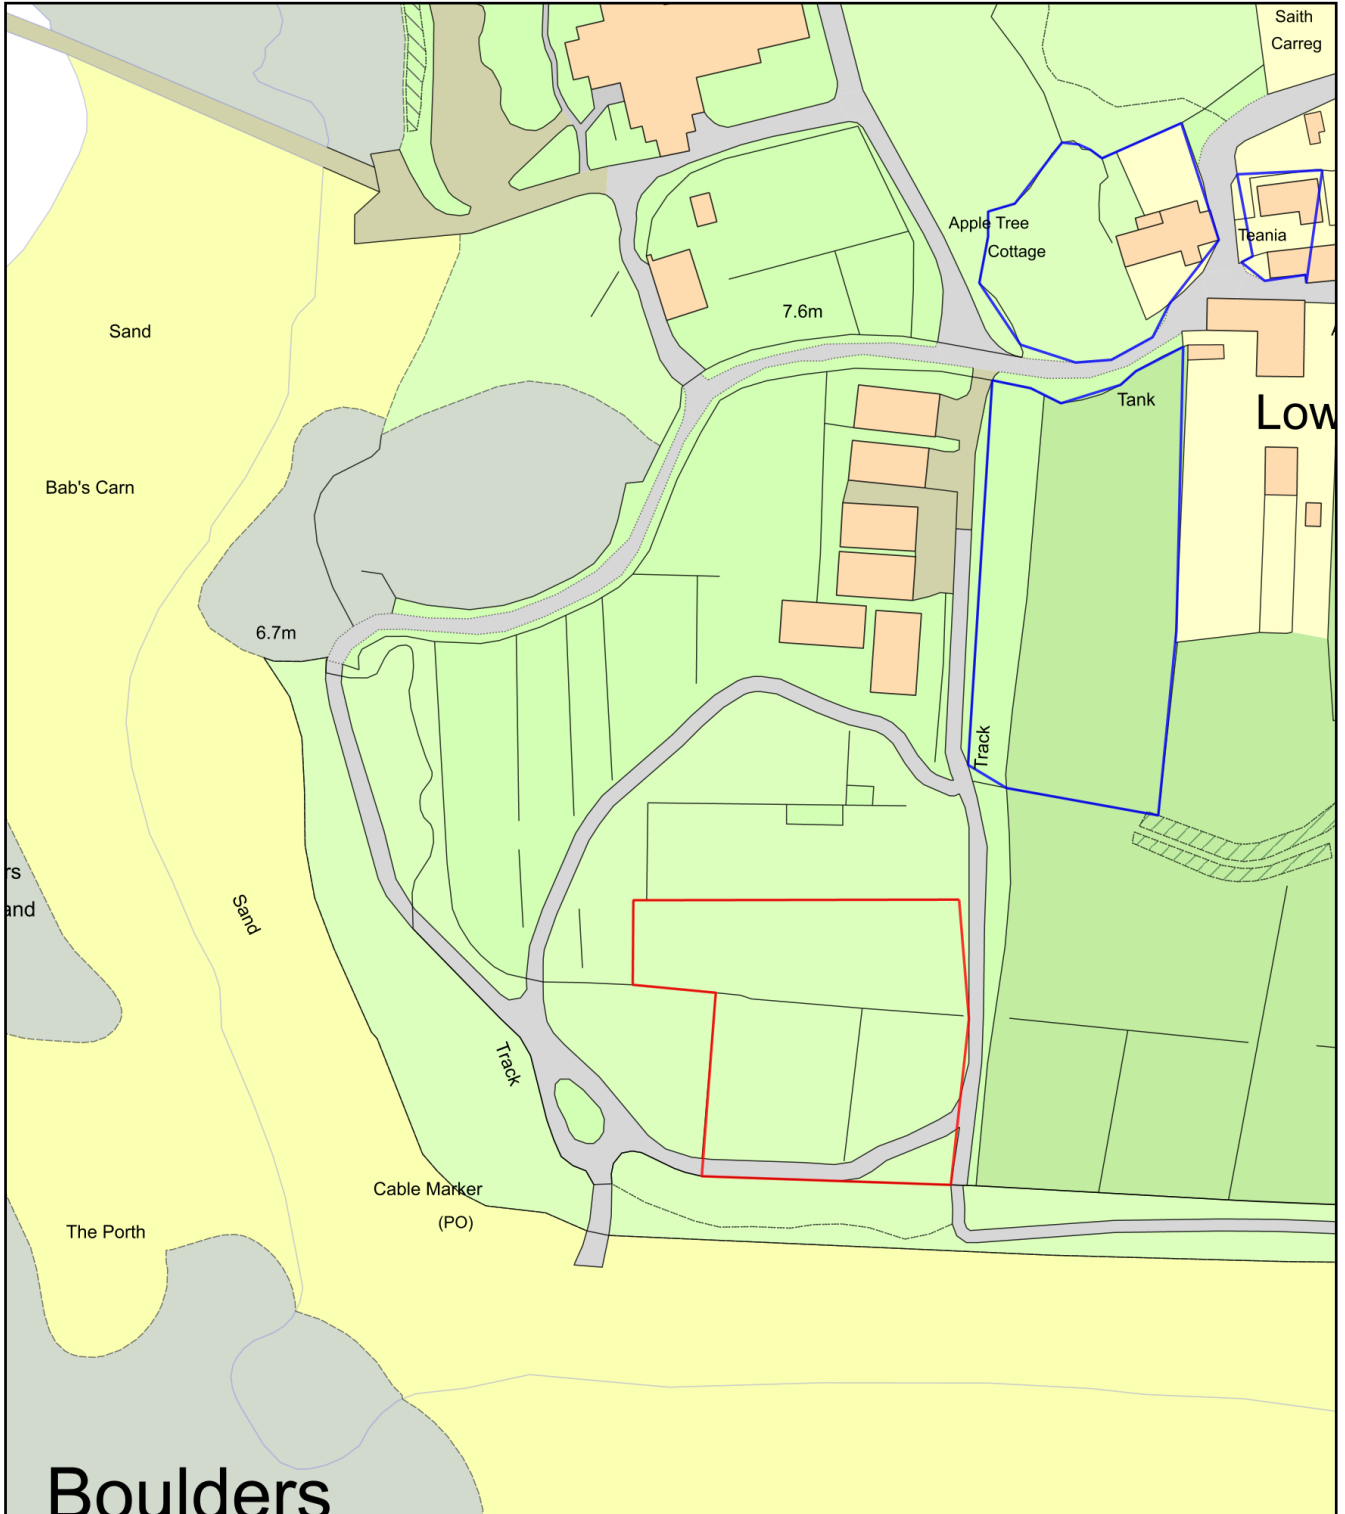 Saith
Carreg
Apple Tree
Cottage
Teania
7.6m
Sand
Tank
Low
Bab's Carn
6.7m
Track
Sand
and
Track
Cable Marker
(PO)
The Porth
Boulders